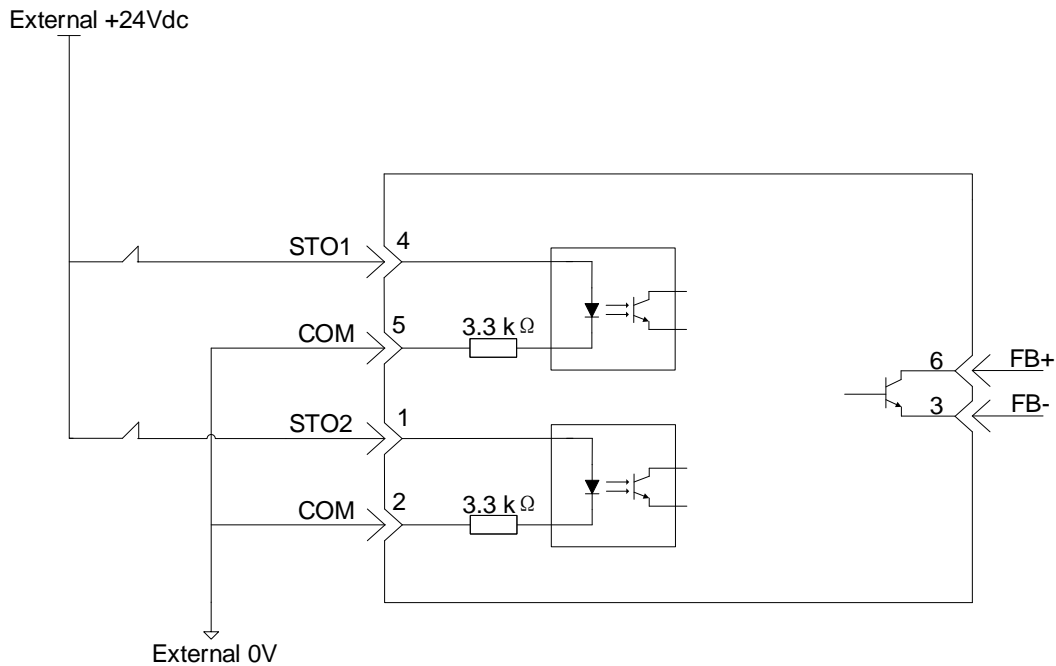 External +24Vdc
STO1
4
COM
5
3.3 kΩ
6
FB+
3
FB-
STO2
1
COM
2
3.3 kΩ
External 0V